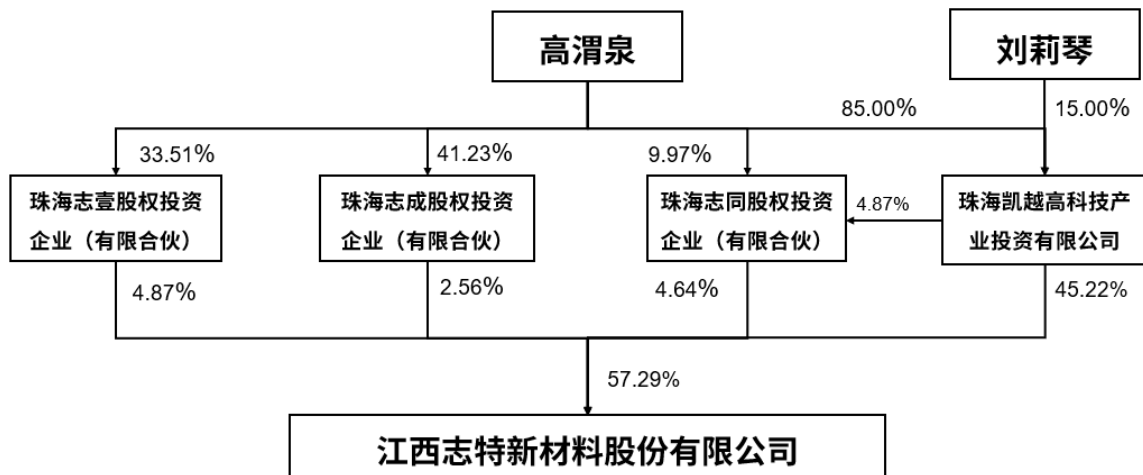 高渭泉
刘莉琴
85.00%
15.00%
33.51%
41.23%
9.97%
珠海志壹股权投资
企业（有限合伙）
珠海志成股权投资
企业（有限合伙）
珠海志同股权投资
企业（有限合伙）
4.87%
珠海凯越高科技产
业投资有限公司
4.87%
2.56%
4.64%
45.22%
57.29%
江西志特新材料股份有限公司